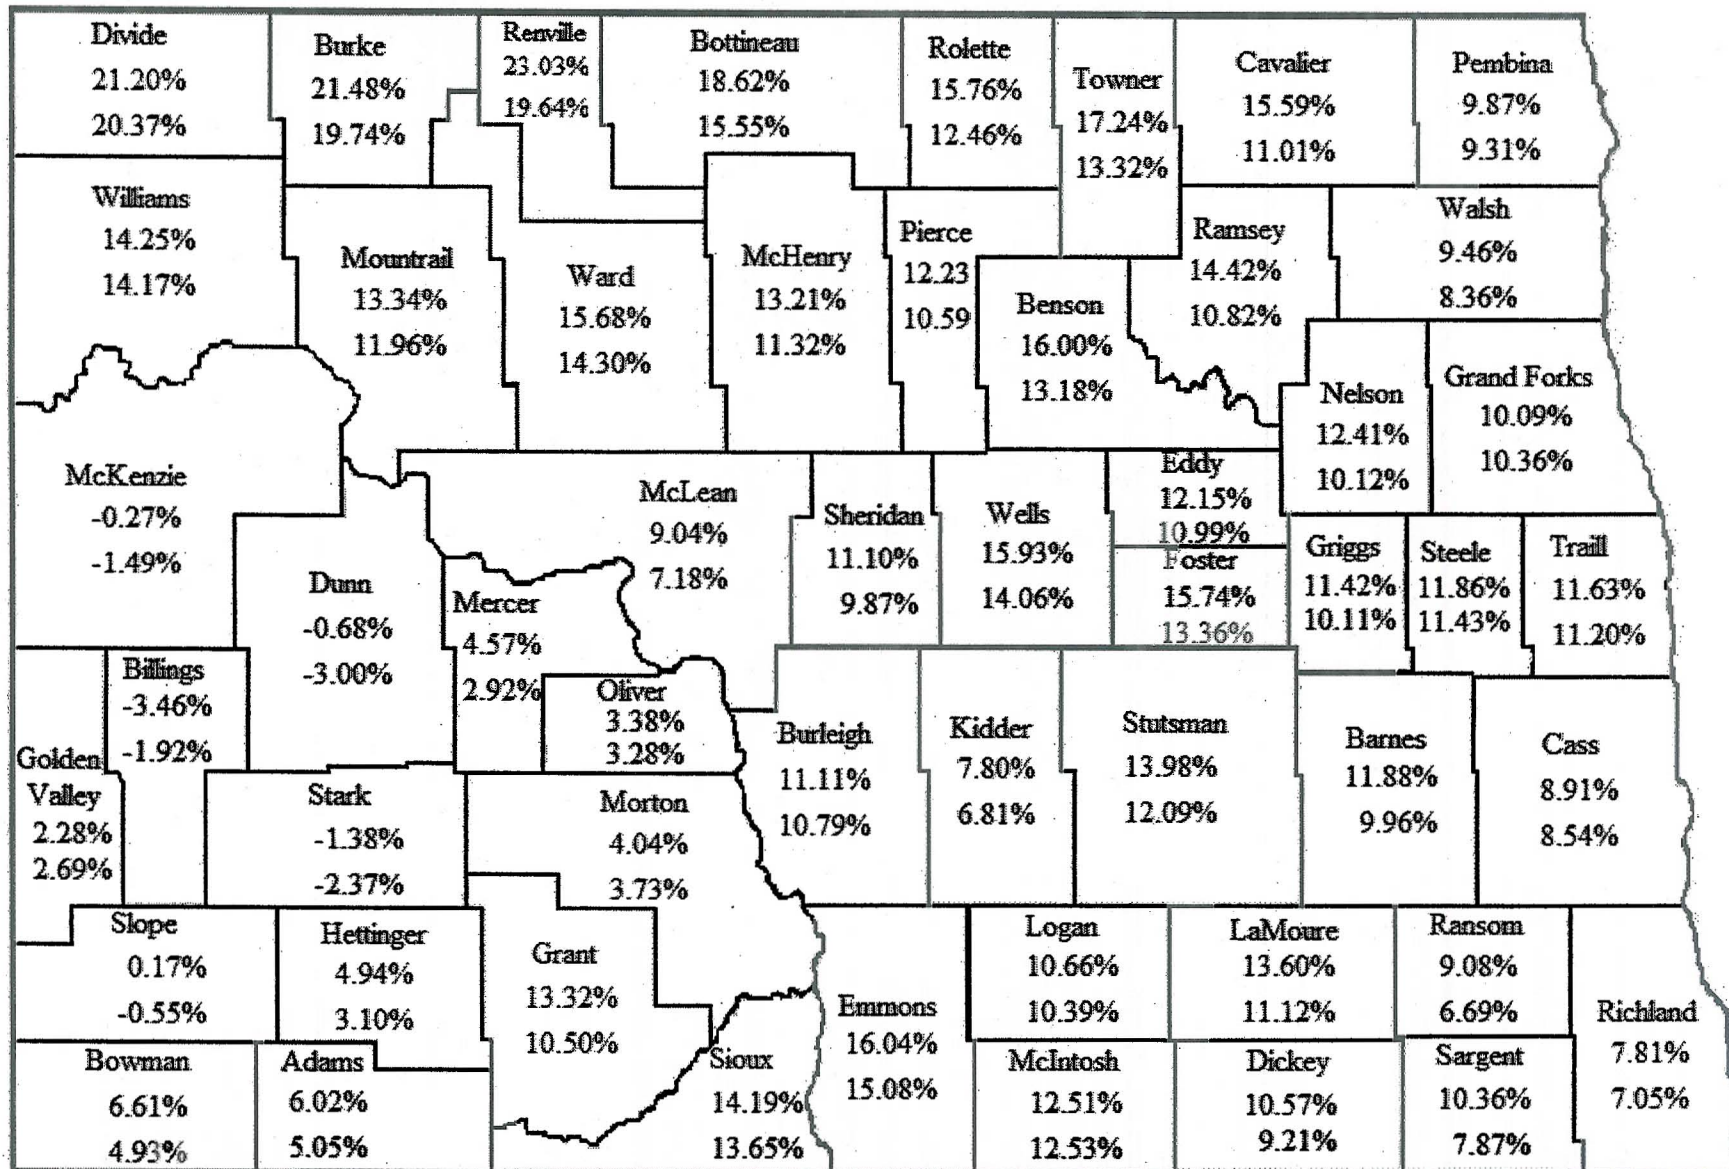 Divide
21.20%
20.37%
Burke
21.48%
19.74%
Renville
23.03%
19.64%
Bottineau
18.62%
15.55%
Rolette
15.76%
12.46%
Towner
17.24%
13.32%
Cavalier
15.59%
11.01%
Pembina
9.87%
9.31%
Williams
14.25%
14.17%
Mountrail
13.34%
11.96%
Ward
15.68%
14.30%
McHenry
13.21%
11.32%
Pierce
12.23
10.59
Benson
16.00%
13.18%
Ramsey
14.42%
10.82%
Walsh
9.46%
8.36%
Nelson
12.41%
10.12%
Grand Forks
10.09%
10.36%
McKenzie
-0.27%
-1.49%
Dunn
-0.68%
-3.00%
McLean
9.04%
7.18%
Mercer
4.57%
2.92%
Oliver
3.38%
3.28%
Sheridan
11.10%
9.87%
Wells
15.93%
14.06%
Eddy
12.15%
10.99%
Foster
15.74%
13.36%
Griggs
11.42%
10.11%
Steele
11.86%
11.43%
Traill
11.63%
11.20%
Billings
-3.46%
-1.92%
Golden
Valley
2.28%
2.69%
Stark
-1.38%
-2.37%
Morton
4.04%
3.73%
Burleigh
11.11%
10.79%
Kidder
7.80%
6.81%
Stutsman
13.98%
12.09%
Barnes
11.88%
9.96%
Cass
8.91%
8.54%
Slope
0.17%
-0.55%
Hettinger
4.94%
3.10%
Grant
13.32%
10.50%
Sioux
14.19%
13.65%
Emmons
16.04%
15.08%
Logan
10.66%
10.39%
LaMoure
13.60%
11.12%
Ransom
9.08%
6.69%
Richland
7.81%
7.05%
Bowman
6.61%
4.93%
Adams
6.02%
5.05%
McIntosh
12.51%
12.53%
Dickey
10.57%
9.21%
Sargent
10.36%
7.87%